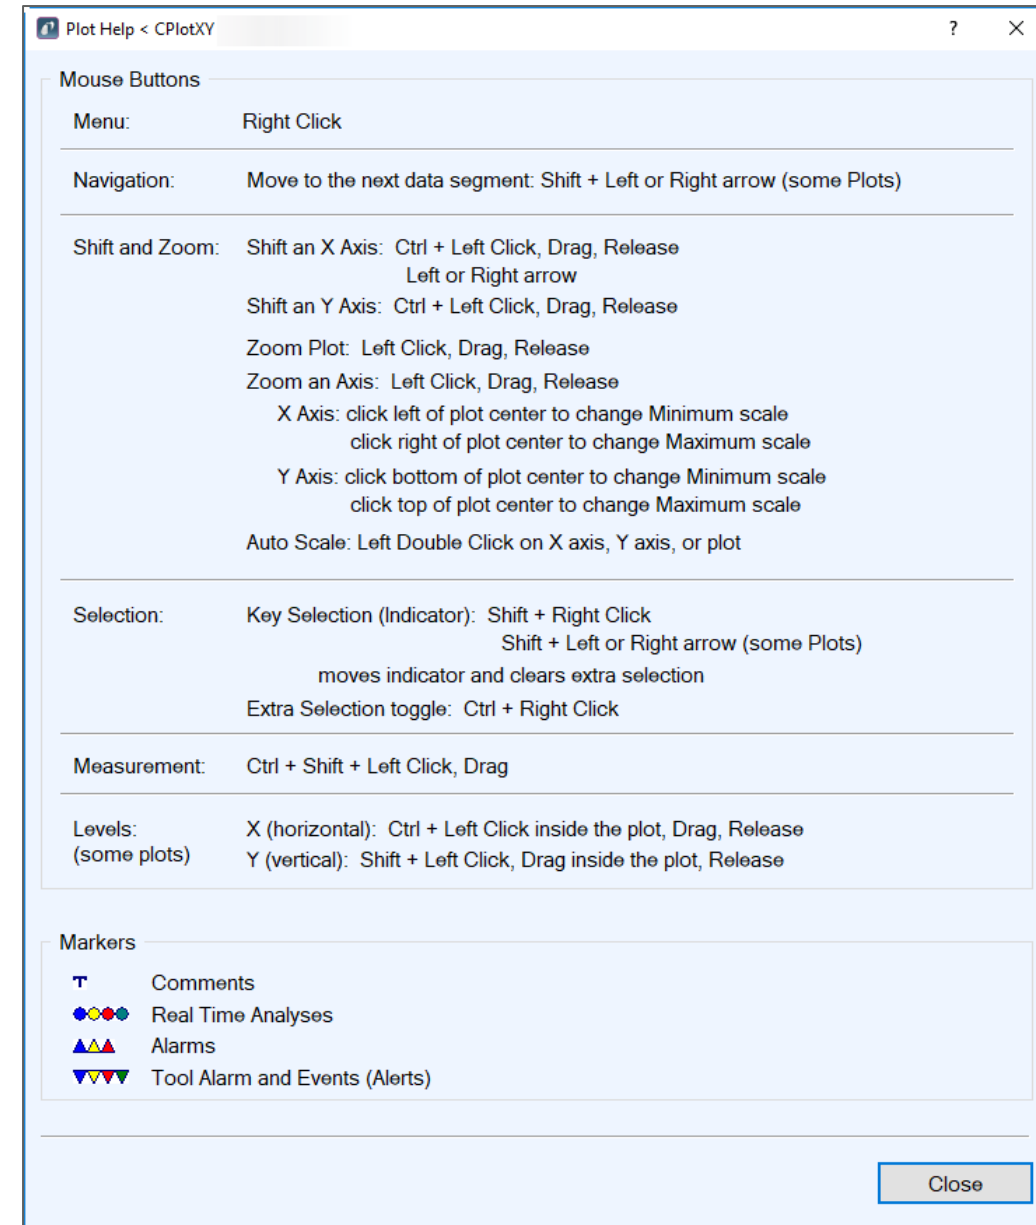 Plot Help < CPlotXY
?
Mouse Buttons
Menu: Right Click
Navigation: Move to the next data segment: Shift + Left or Right arrow (some Plots)
Shift and Zoom: Shift an X Axis: Ctrl + Left Click, Drag, Release
Left or Right arrow
Shift an Y Axis: Ctrl + Left Click, Drag, Release
Zoom Plot: Left Click, Drag, Release
Zoom an Axis: Left Click, Drag, Release
X Axis: click left of plot center to change Minimum scale
click right of plot center to change Maximum scale
Y Axis: click bottom of plot center to change Minimum scale
click top of plot center to change Maximum scale
Auto Scale: Left Double Click on X axis, Y axis, or plot
Selection: Key Selection (Indicator): Shift + Right Click
Shift + Left or Right arrow (some Plots)
moves indicator and clears extra selection
Extra Selection toggle: Ctrl + Right Click
Measurement: Ctrl + Shift + Left Click, Drag
Levels: X (horizontal): Ctrl + Left Click inside the plot, Drag, Release
(some plots) Y (vertical): Shift + Left Click, Drag inside the plot, Release
Markers
T Comments
Real Time Analyses
Alarms
Tool Alarm and Events (Alerts)
Close